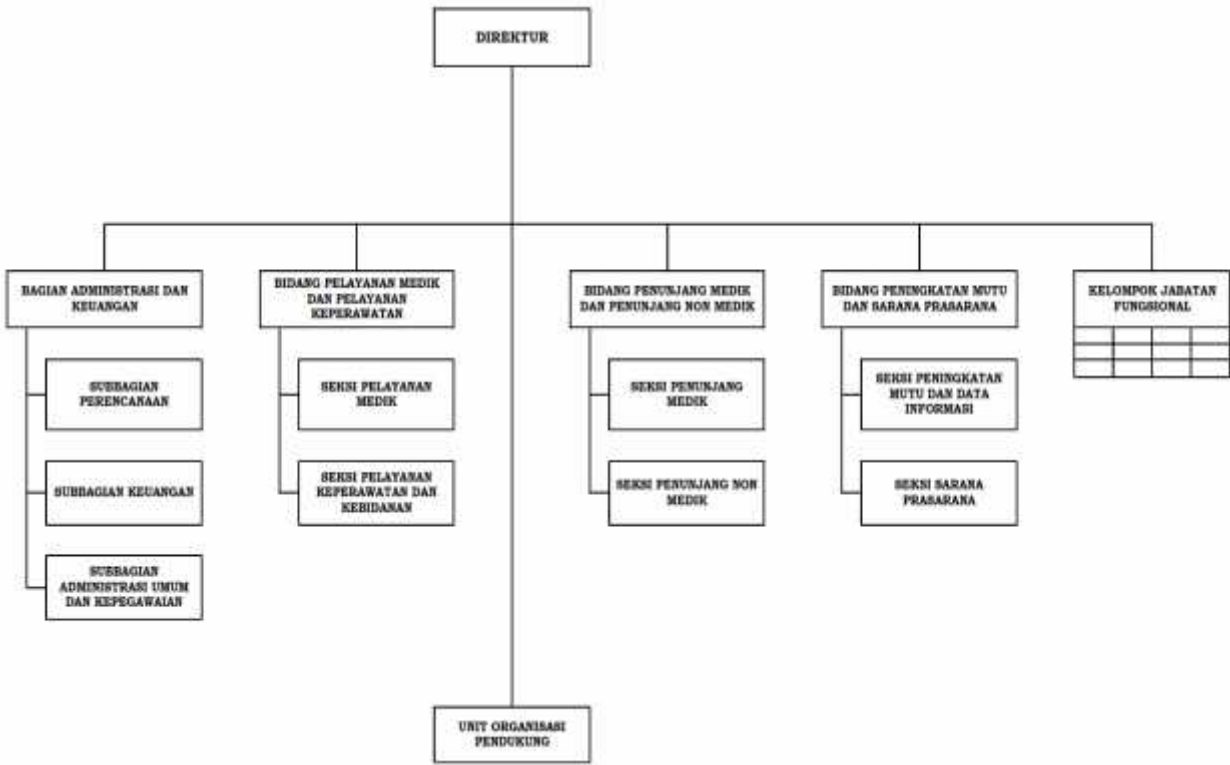 DIREKTUR
BAGIAN ADMINISTRASI DAN
KEUANGAN
SUBBAGIAN
PERENCANAAN
SUBBAGIAN KEUANGAN
SUBBAGIAN
ADMINISTRASI UMUM
DAN KEPEGAWAIAN
BIDANG PELAYANAN MEDIK
DAN PELAYANAN
KEPERAWATAN
SEKSI PELAYANAN
MEDIK
SEKSI PELAYANAN
KEPERAWATAN DAN
KEBIDANAN
BIDANG PENUNJANG MEDIK
DAN PENUNJANG NON MEDIK
SEKSI PENUNJANG
MEDIK
SEKSI PENUNJANG NON
MEDIK
BIDANG PENINGKATAN MUTU
DAN SARANA PRASARANA
SEKSI PENINGKATAN
MUTU DAN DATA
INFORMASI
SEKSI SARANA
PRASARANA
KELOMPOK JABATAN
FUNGSIONAL
UNIT ORGANISASI
PENDUKUNG